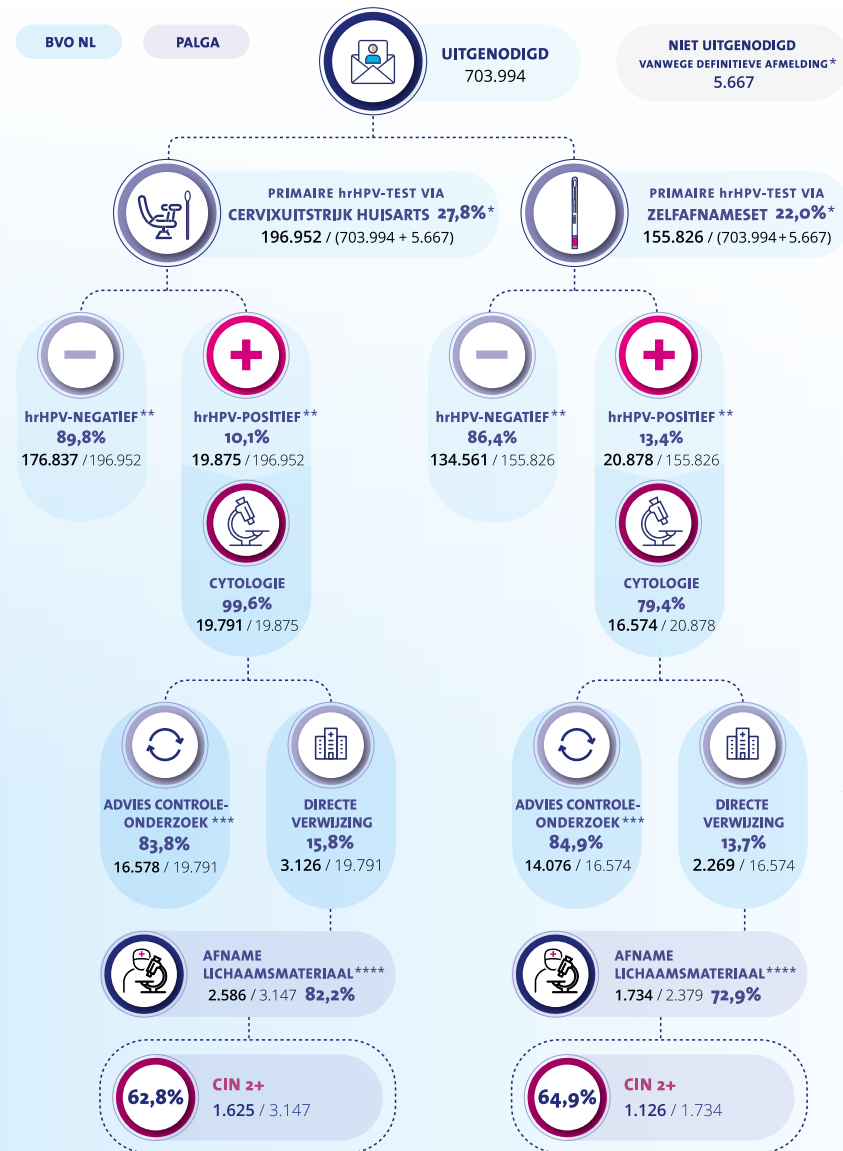 BVO NL
PALGA
UITGENODIGD
703.994
NIET UITGENODIGD
VANWEGE DEFINITIEVE AFMELDING*
5.667
PRIMAIRE hrHPV-TEST VIA
CERVIXUITSTRIJK HUISARTS 27,8%*
196.952 / (703.994 + 5.667)
PRIMAIRE hrHPV-TEST VIA
ZELFAFNAMESET 22,0%*
155.826 / (703.994+5.667)
hrHPV-NEGATIEF**
89,8%
176.837 / 196.952
hrHPV-POSITIEF**
10,1%
19.875 / 196.952
CYTOLOGIE
99,6%
19.791 / 19.875
hrHPV-NEGATIEF**
86,4%
134.561 / 155.826
hrHPV-POSITIEF**
13,4%
20.878 / 155.826
CYTOLOGIE
79,4%
16.574 / 20.878
ADVIES CONTROLE-
ONDERZOEK***
83,8%
16.578 / 19.791
DIRECTE
VERWIJZING
15,8%
3.126 / 19.791
ADVIES CONTROLE-
ONDERZOEK***
84,9%
14.076 / 16.574
DIRECTE
VERWIJZING
13,7%
2.269 / 16.574
AFNAME
LICHAAMSMATERIAAL****
2.586 / 3.147 82,2%
AFNAME
LICHAAMSMATERIAAL****
1.734 / 2.379 72,9%
62,8%
CIN 2+
1.625 / 3.147
64,9%
CIN 2+
1.126 / 1.734